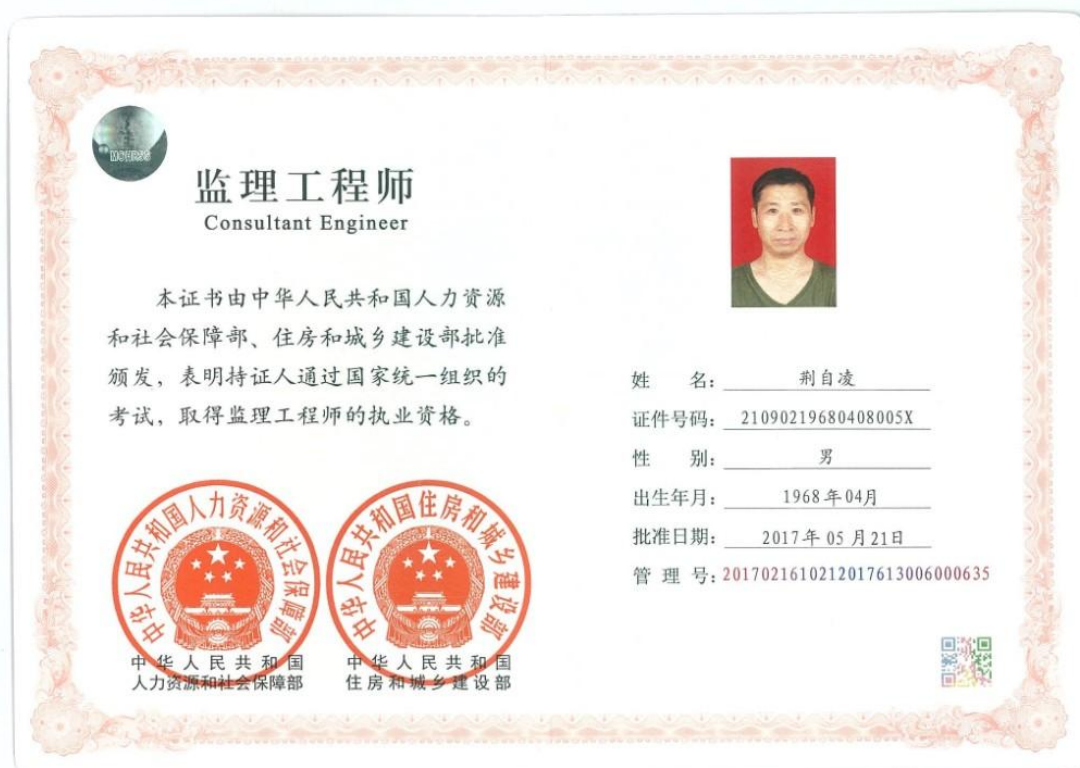 MOHRSS
监理工程师
Consultant Engineer
本证书由中华人民共和国人力资源
和社会保障部、住房和城乡建设部批准
颁发，表明持证人通过国家统一组织的
考试，取得监理工程师的执业资格。
中华人民共和国人力资源和社会保障部
中华人民共和国住房和城乡建设部
中华人民共和国
人力资源和社会保障部
中华人民共和国
住房和城乡建设部
姓 名：荆自凌
证件号码：21090219680408005X
性 别：男
出生年月：1968年04月
批准日期：2017年05月21日
管 理 号：2017021610212017613006000635